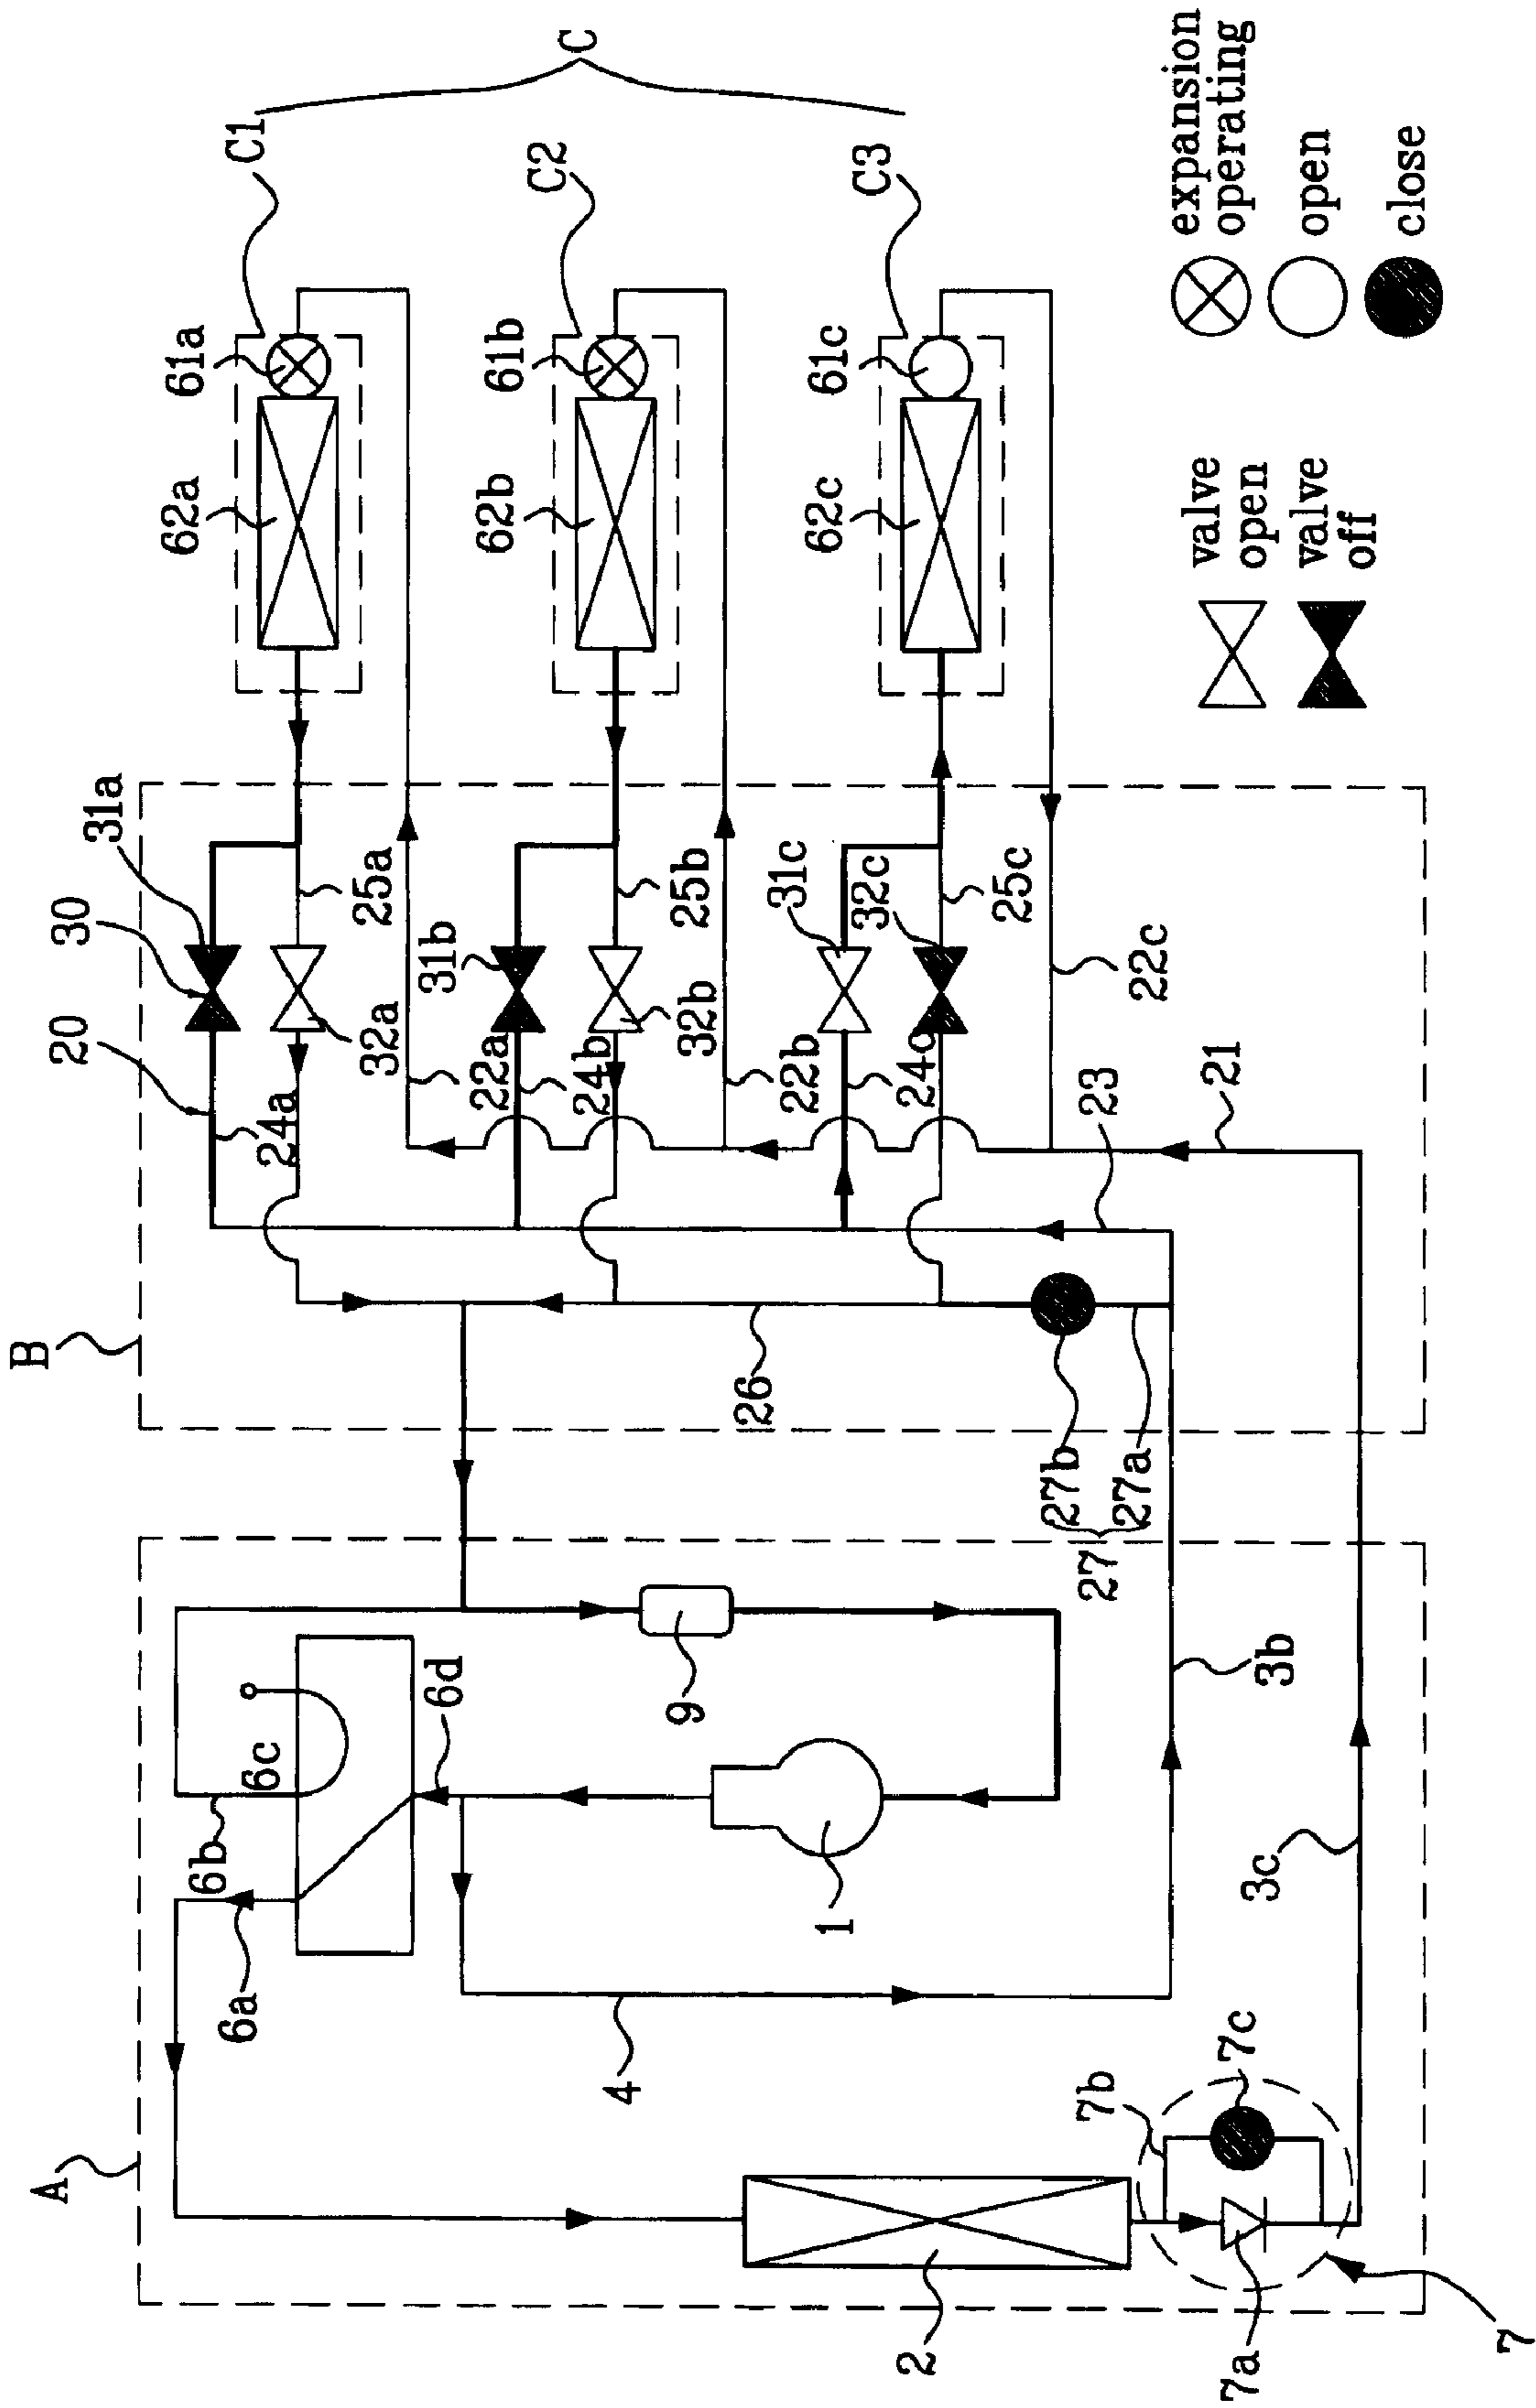 A
B
C
C1
C2
C3
6a
6b
6c
6d
4
1
9
2
7
7a
7b
7c
3b
3c
20
30
31a
32a
24a
25a
22a
31b
32b
24b
25b
22b
31c
32c
24c
25c
22c
21
23
26
27
27a
27b
61a
62a
61b
62b
61c
62c
valve
open
valve
off
expansion
operating
open
close